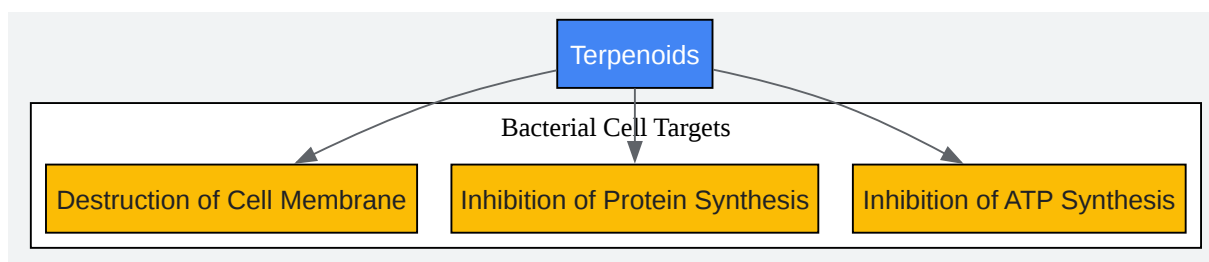 Terpenoids
Bacterial Cell Targets
Destruction of Cell Membrane
Inhibition of Protein Synthesis
Inhibition of ATP Synthesis